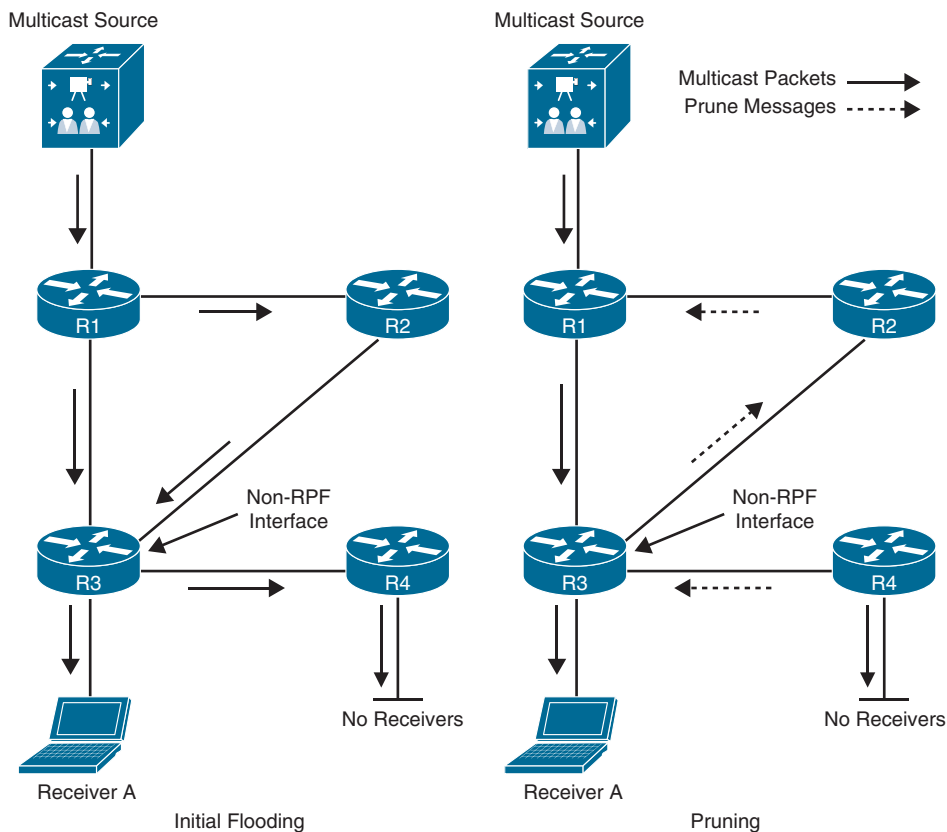 Multicast Source
R1
R2
Non-RPF
Interface
R3
R4
No Receivers
Receiver A
Initial Flooding
Multicast Source
Multicast Packets
Prune Messages
R1
R2
Non-RPF
Interface
R3
R4
No Receivers
Receiver A
Pruning